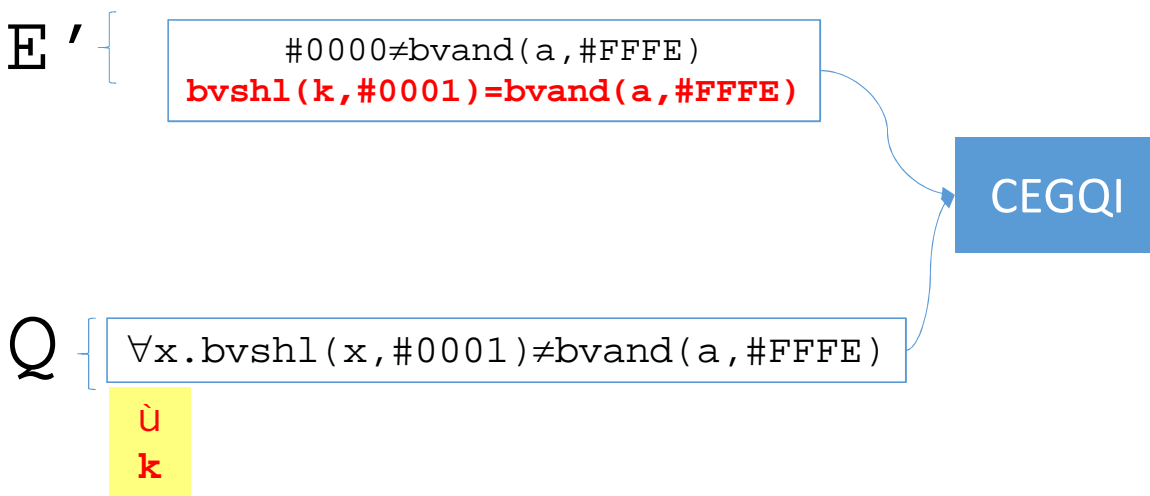 E'
#0000≠bvand(a,#FFFE)
bvshl(k,#0001)=bvand(a,#FFFE)
CEGQI
Q
∀x.bvshl(x,#0001)≠bvand(a,#FFFE)
ù
k